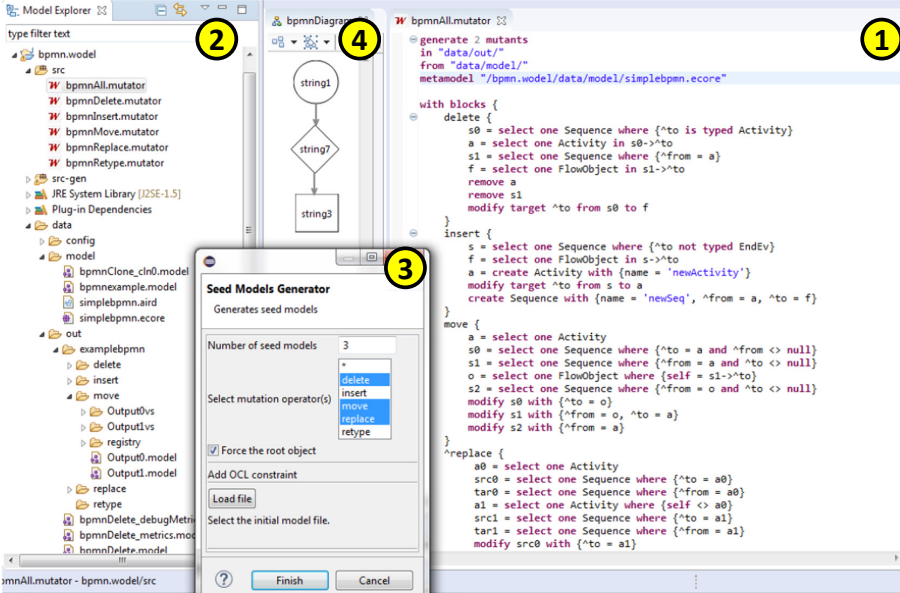 Model Explorer
2
type filter text
bpmn.wodel
src
bpmnAll.mutator
bpmnDelete.mutator
bpmnInsert.mutator
bpmnMove.mutator
bpmnReplace.mutator
bpmnRetype.mutator
src-gen
JRE System Library [J2SE-1.5]
Plug-in Dependencies
data
config
model
bpmnClone_cln0.model
bpmnexample.model
simplebpmn.aird
simplebpmn.ecore
out
examplebpmn
delete
insert
move
Output0vs
Output1vs
registry
Output0.model
Output1.model
replace
retype
bpmnDelete_debugMetri
bpmnDelete_metrics.mod
bpmnDelete.model
bpmnDiagram
4
string1
string7
string3
bpmnAll.mutator
1
generate 2 mutants
in "data/out/"
from "data/model/"
metamodel "/bpmn.wodel/data/model/simplebpmn.ecore"
with blocks {
delete {
s0 = select one Sequence where {^to is typed Activity}
a = select one Activity in s0->^to
s1 = select one Sequence where {^from = a}
f = select one FlowObject in s1->^to
remove a
remove s1
modify target ^to from s0 to f
}
insert {
s = select one Sequence where {^to not typed EndEv}
f = select one FlowObject in s->^to
a = create Activity with {name = 'newActivity'}
modify target ^to from s to a
create Sequence with {name = 'newSeq', ^from = a, ^to = f}
}
move {
a = select one Activity
s0 = select one Sequence where {^to = a and ^from <> null}
s1 = select one Sequence where {^from = a and ^to <> null}
o = select one FlowObject where {self = s1->^to}
s2 = select one Sequence where {^from = o and ^to <> null}
modify s0 with {^to = o}
modify s1 with {^from = o, ^to = a}
modify s2 with {^from = a}
}
^replace {
a0 = select one Activity
src0 = select one Sequence where {^to = a0}
tar0 = select one Sequence where {^from = a0}
a1 = select one Activity where {self <> a0}
src1 = select one Sequence where {^to = a1}
tar1 = select one Sequence where {^from = a1}
modify src0 with {^to = a1}
3
Seed Models Generator
Generates seed models
Number of seed models 3
Select mutation operator(s)
*
delete
insert
move
replace
retype
Force the root object
Add OCL constraint
Load file
Select the initial model file.
? Finish Cancel
omnAll.mutator - bpmn.wodel/src